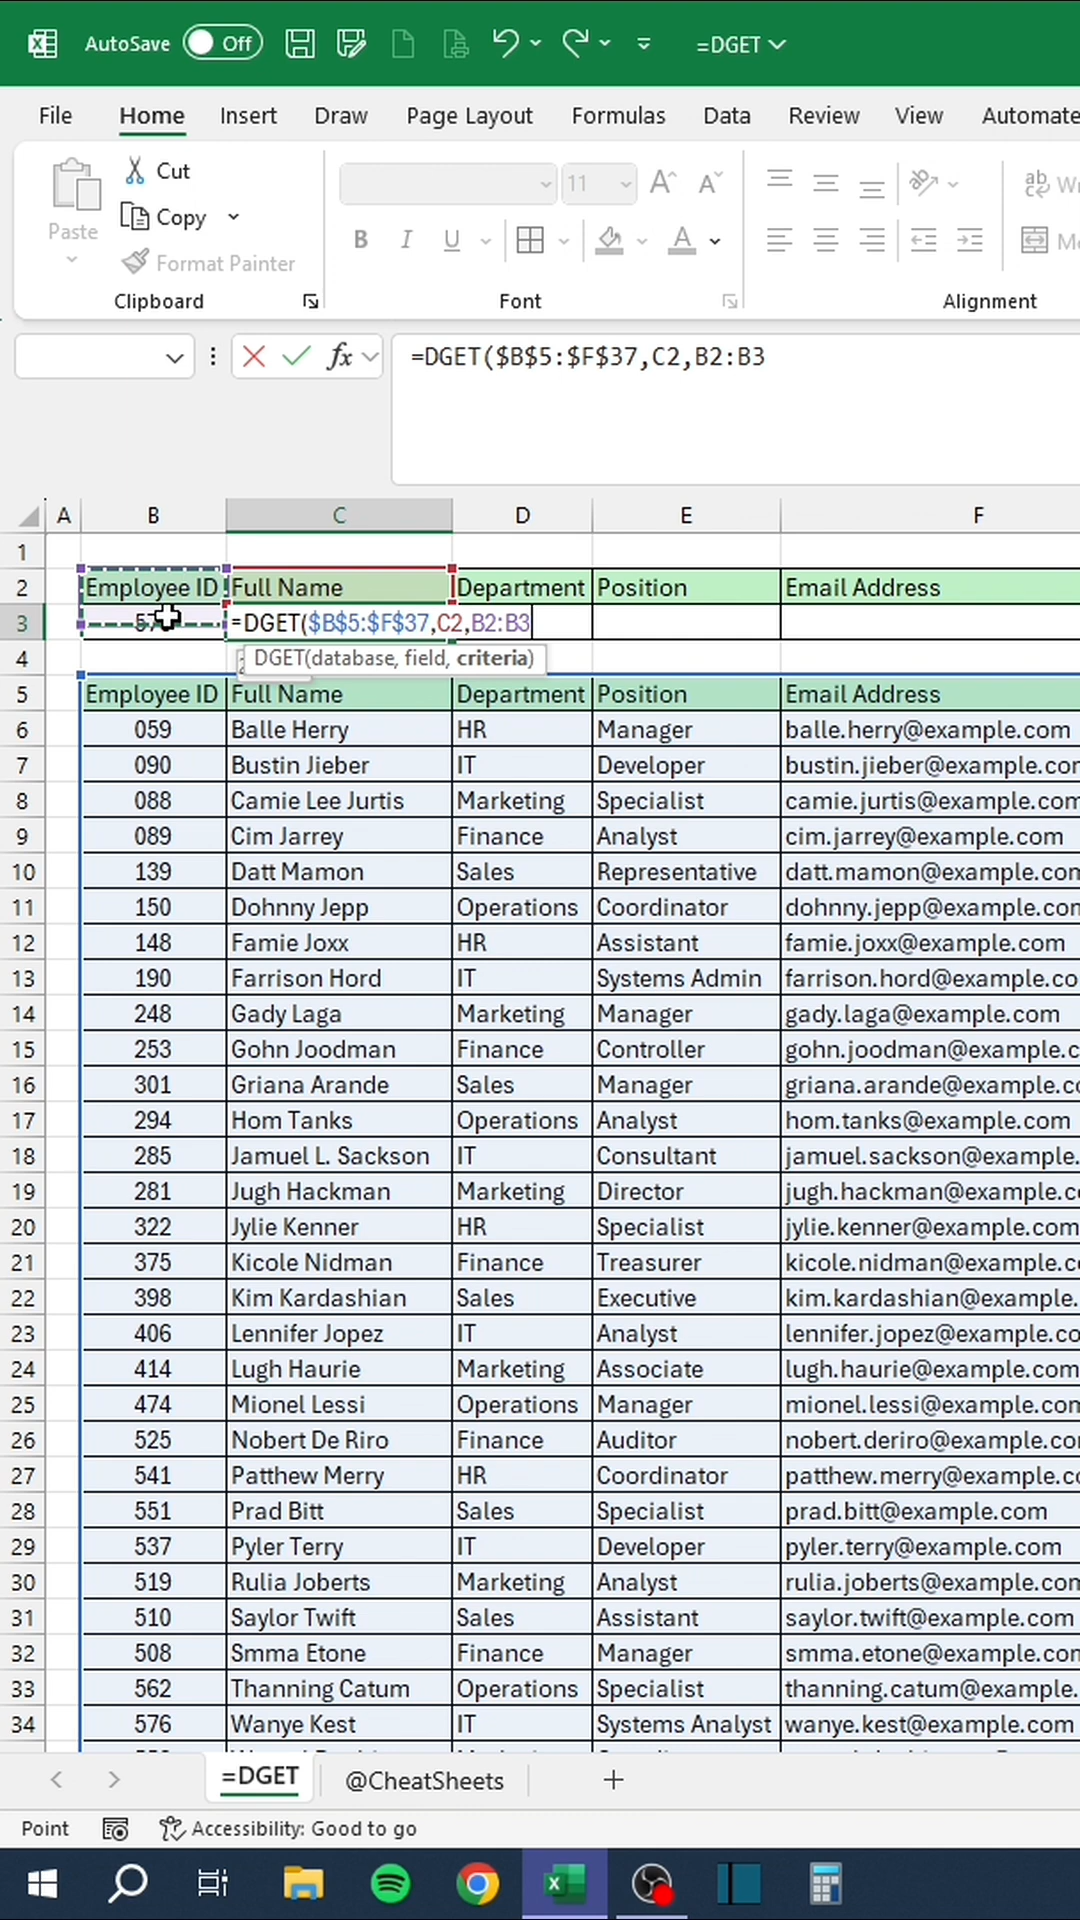 AutoSave Off =DGET
File Home Insert Draw Page Layout Formulas Data Review View Automate
Paste Cut
Copy
Format Painter
11
B I U A
Clipboard Font Alignment
fx =DGET($B$5:$F$37,C2,B2:B3
A B C D E F
1
2 Employee ID Full Name Department Position Email Address
3 =DGET($B$5:$F$37,C2,B2:B3
4 DGET(database, field, criteria)
5 Employee ID Full Name Department Position Email Address
6 059 Balle Herry HR Manager balle.herry@example.com
7 090 Bustin Jieber IT Developer bustin.jieber@example.com
8 088 Camie Lee Jurtis Marketing Specialist camie.jurtis@example.com
9 089 Cim Jarrey Finance Analyst cim.jarrey@example.com
10 139 Datt Mamon Sales Representative datt.mamon@example.com
11 150 Dohnny Jepp Operations Coordinator dohnny.jepp@example.com
12 148 Famie Joxx HR Assistant famie.joxx@example.com
13 190 Farrison Hord IT Systems Admin farrison.hord@example.co
14 248 Gady Laga Marketing Manager gady.laga@example.com
15 253 Gohn Joodman Finance Controller gohn.joodman@example.c
16 301 Griana Arande Sales Manager griana.arande@example.co
17 294 Hom Tanks Operations Analyst hom.tanks@example.com
18 285 Jamuel L. Sackson IT Consultant jamuel.sackson@example.
19 281 Jugh Hackman Marketing Director jugh.hackman@example.co
20 322 Jylie Kenner HR Specialist jylie.kenner@example.com
21 375 Kicole Nidman Finance Treasurer kicole.nidman@example.c
22 398 Kim Kardashian Sales Executive kim.kardashian@example.
23 406 Lennifer Jopez IT Analyst lennifer.jopez@example.co
24 414 Lugh Haurie Marketing Associate lugh.haurie@example.com
25 474 Mionel Lessi Operations Manager mionel.lessi@example.com
26 525 Nobert De Riro Finance Auditor nobert.deriro@example.co
27 541 Patthew Merry HR Coordinator patthew.merry@example.c
28 551 Prad Bitt Sales Specialist prad.bitt@example.com
29 537 Pyler Terry IT Developer pyler.terry@example.com
30 519 Rulia Joberts Marketing Analyst rulia.joberts@example.com
31 510 Saylor Twift Sales Assistant saylor.twift@example.com
32 508 Smma Etone Finance Manager smma.etone@example.com
33 562 Thanning Catum Operations Specialist thanning.catum@example.
34 576 Wanye Kest IT Systems Analyst wanye.kest@example.com
=DGET @CheatSheets
Point Accessibility: Good to go